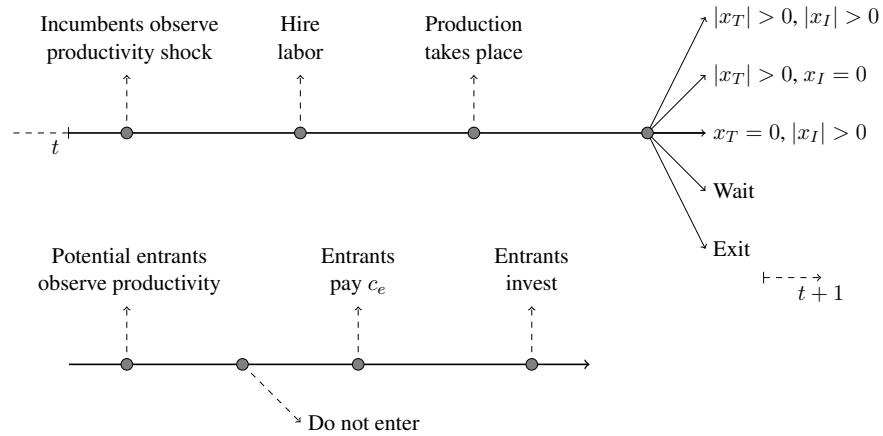 Incumbents observe
productivity shock
Hire
labor
Production
takes place
|x_T| > 0, |x_I| > 0
|x_T| > 0, x_I = 0
x_T = 0, |x_I| > 0
Wait
Exit
t
t + 1
Potential entrants
observe productivity
Entrants
pay c_e
Entrants
invest
Do not enter